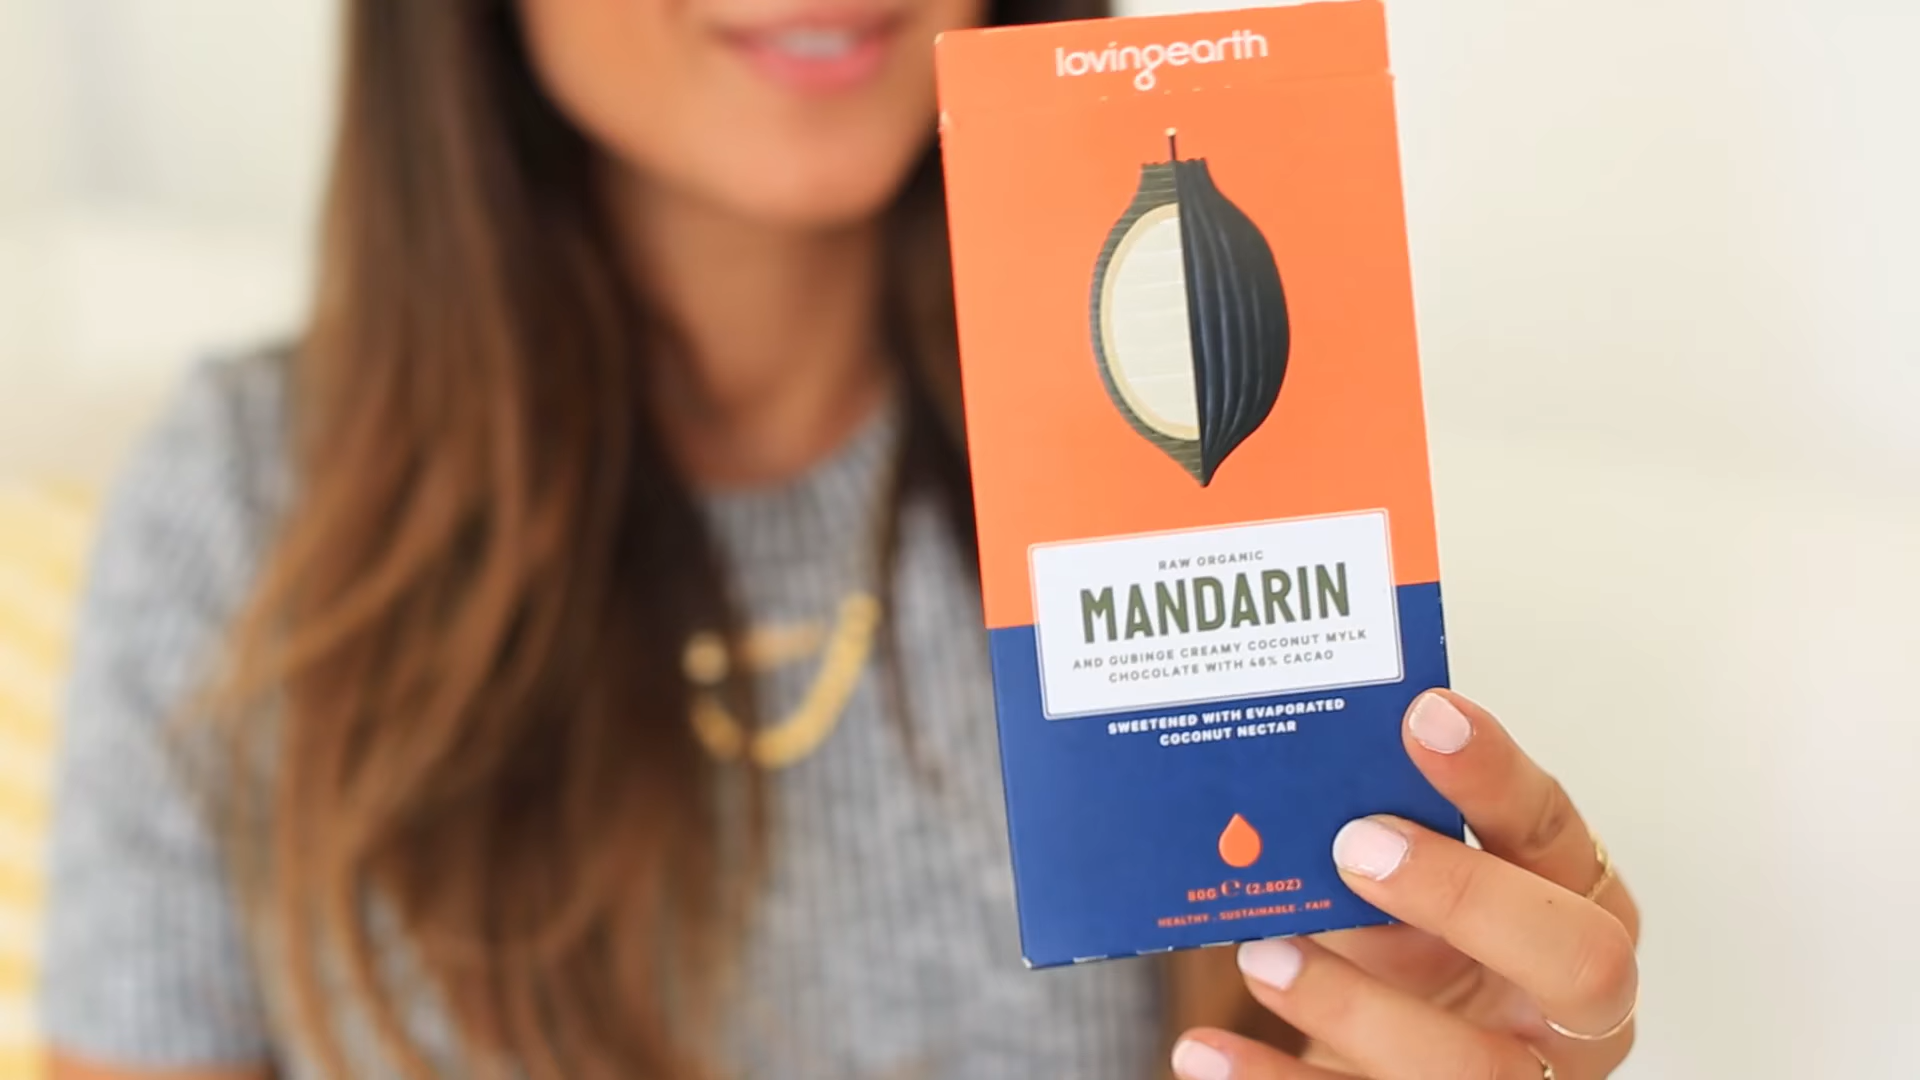 lovingearth
RAW ORGANIC
MANDARIN
AND GUBINGE CREAMY COCONUT MYLK
CHOCOLATE WITH 46% CACAO
SWEETENED WITH EVAPORATED
COCONUT NECTAR
80G ℮ (2.8OZ)
HEALTHY . SUSTAINABLE . FAIR